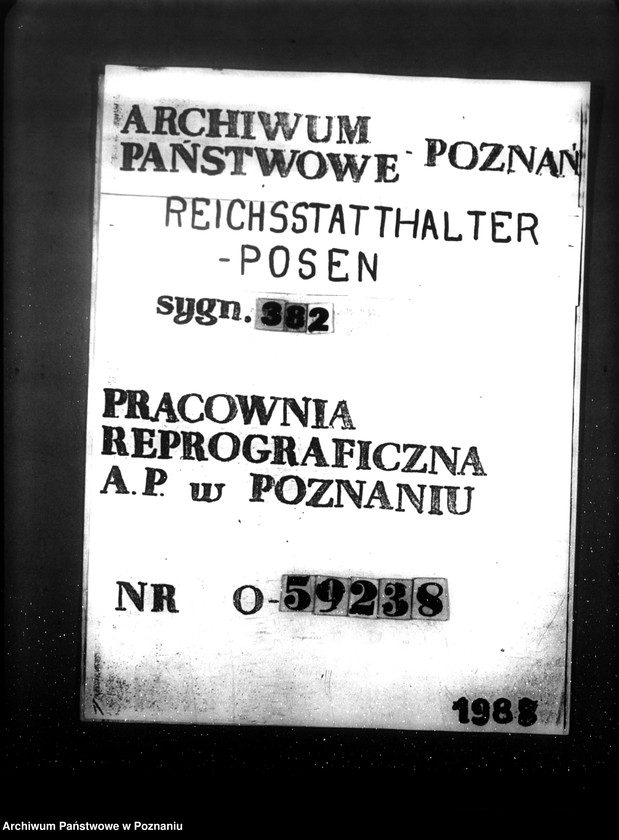 ARCHIWUM
PAŃSTWOWE - POZNAŃ
REICHSSTATTHALTER
-POSEN
sygn. 382
PRACOWNIA
REPROGRAFICZNA
A.P. w POZNANIU
NR O-59238
1988
Archiwum Państwowe w Poznaniu